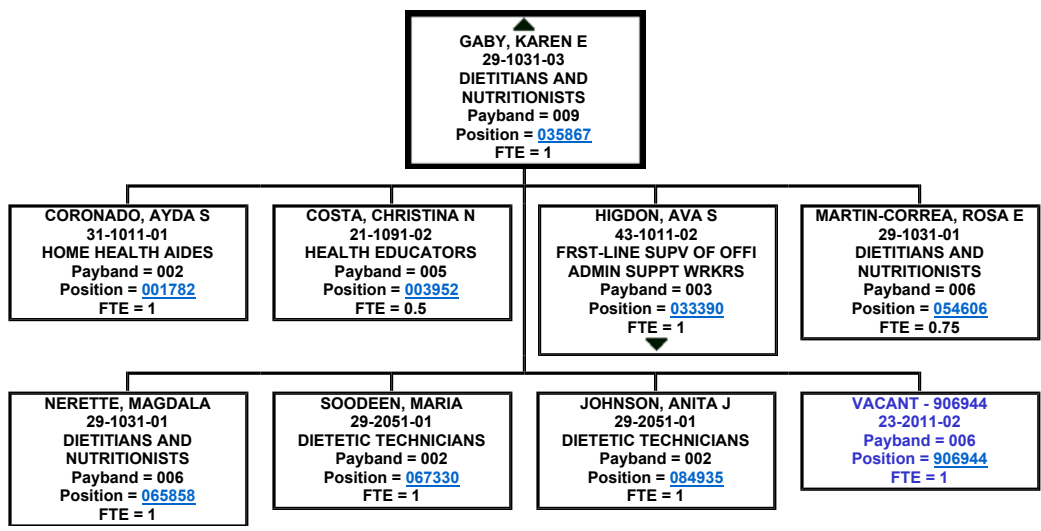 GABY, KAREN E
29-1031-03
DIETITIANS AND
NUTRITIONISTS
Payband = 009
Position = 035867
FTE = 1
CORONADO, AYDA S
31-1011-01
HOME HEALTH AIDES
Payband = 002
Position = 001782
FTE = 1
COSTA, CHRISTINA N
21-1091-02
HEALTH EDUCATORS
Payband = 005
Position = 003952
FTE = 0.5
HIGDON, AVA S
43-1011-02
FRST-LINE SUPV OF OFFI
ADMIN SUPPT WRKRS
Payband = 003
Position = 033390
FTE = 1
MARTIN-CORREA, ROSA E
29-1031-01
DIETITIANS AND
NUTRITIONISTS
Payband = 006
Position = 054606
FTE = 0.75
NERETTE, MAGDALA
29-1031-01
DIETITIANS AND
NUTRITIONISTS
Payband = 006
Position = 065858
FTE = 1
SOODEEN, MARIA
29-2051-01
DIETETIC TECHNICIANS
Payband = 002
Position = 067330
FTE = 1
JOHNSON, ANITA J
29-2051-01
DIETETIC TECHNICIANS
Payband = 002
Position = 084935
FTE = 1
VACANT - 906944
23-2011-02
Payband = 006
Position = 906944
FTE = 1